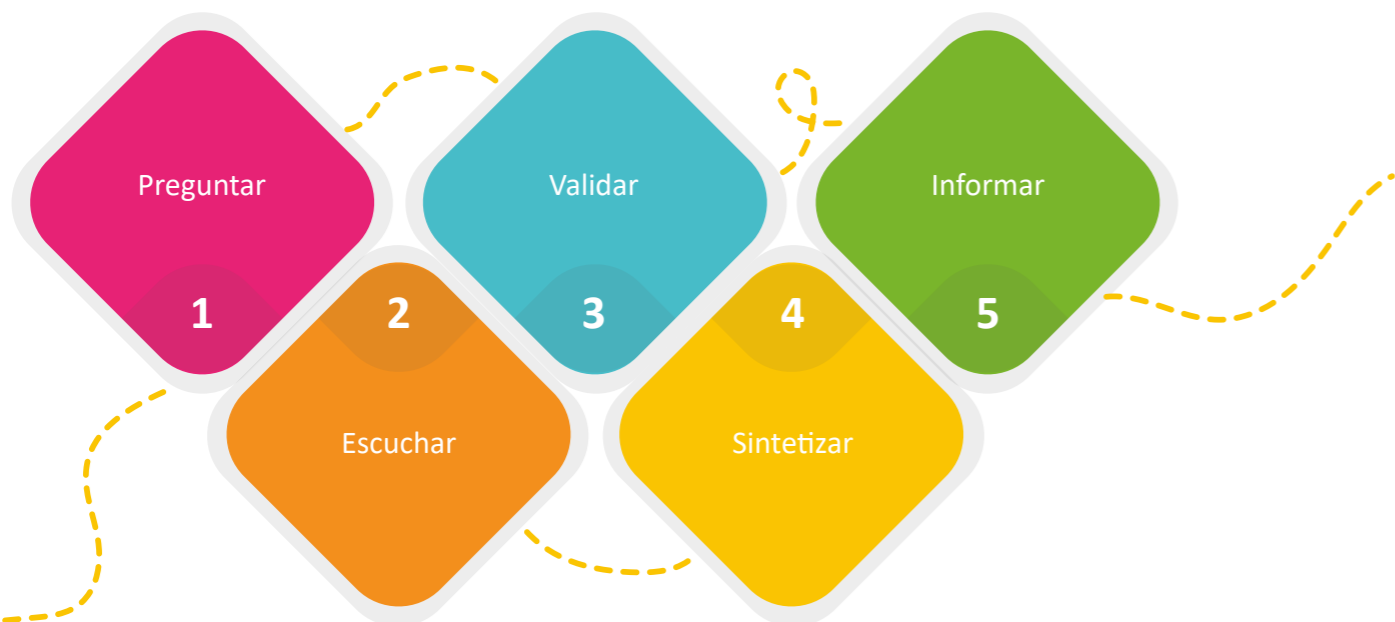 Preguntar
1
2
Escuchar
Validar
3
4
Sintetizar
Informar
5